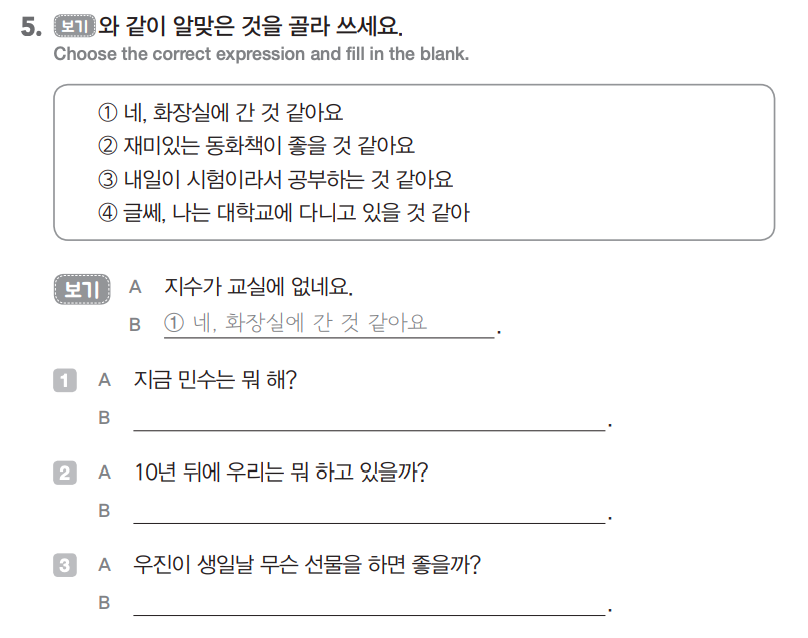 5. 보기와 같이 알맞은 것을 골라 쓰세요.
Choose the correct expression and fill in the blank.
① 네, 화장실에 간 것 같아요
② 재미있는 동화책이 좋을 것 같아요
③ 내일이 시험이라서 공부하는 것 같아요
④ 글쎄, 나는 대학교에 다니고 있을 것 같아
보기 A 지수가 교실에 없네요.
B ① 네, 화장실에 간 것 같아요.
1 A 지금 민수는 뭐 해?
B .
2 A 10년 뒤에 우리는 뭐 하고 있을까?
B .
3 A 우진이 생일날 무슨 선물을 하면 좋을까?
B .